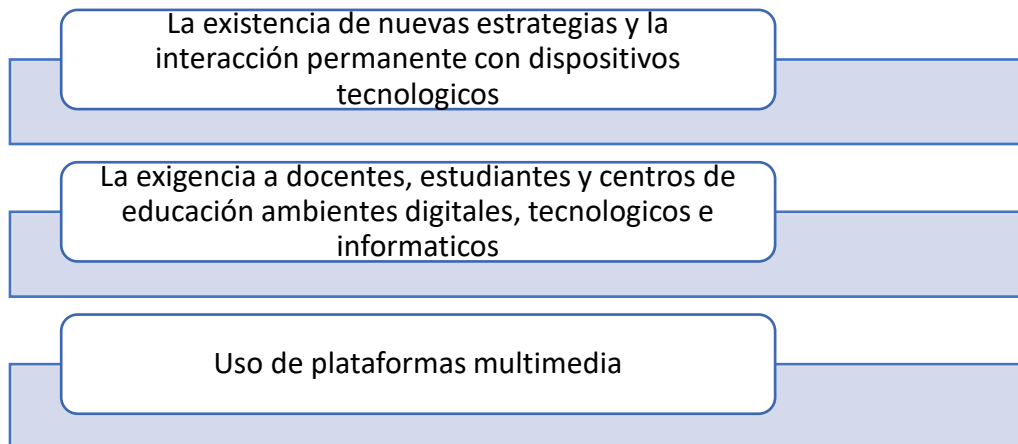 La existencia de nuevas estrategias y la
interacción permanente con dispositivos
tecnologicos
La exigencia a docentes, estudiantes y centros de
educación ambientes digitales, tecnologicos e
informaticos
Uso de plataformas multimedia